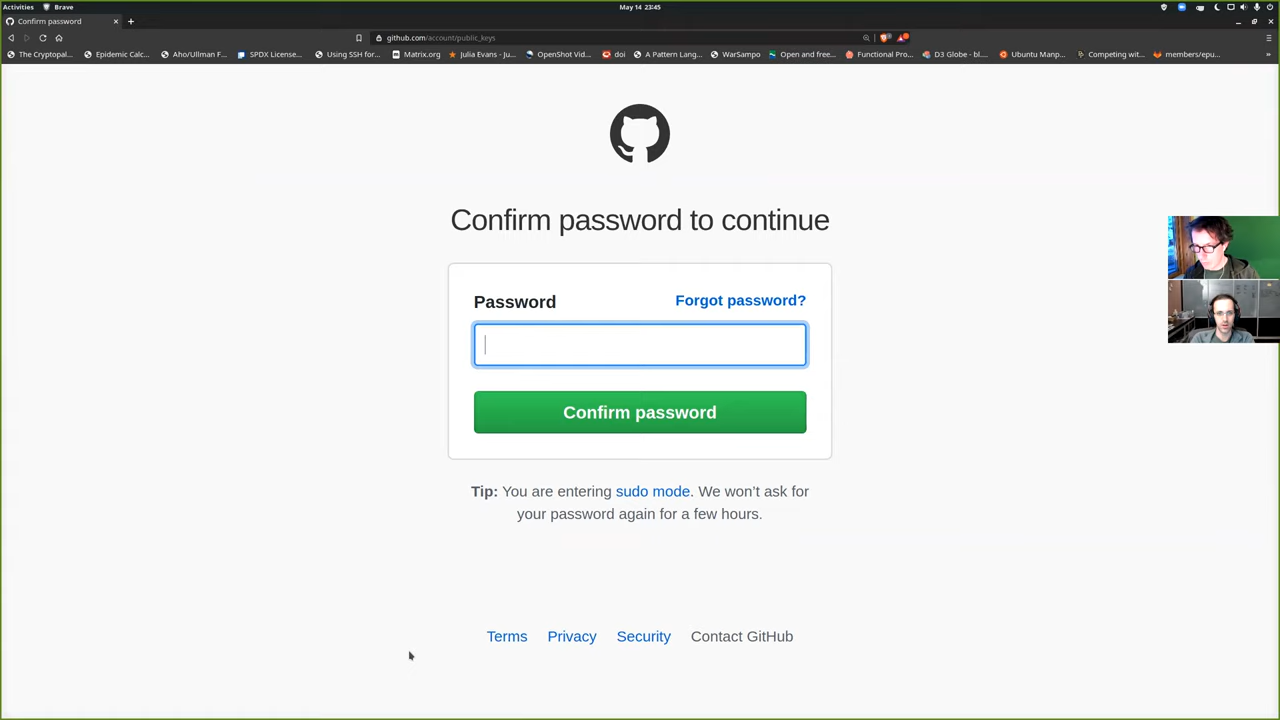 Activities Brave May 14 23:45
Confirm password
github.com/account/public_keys
The Cryptopal... Epidemic Calc... Aho/Ullman F... SPDX License... Using SSH for... Matrix.org Julia Evans - Ju... OpenShot Vid... doi A Pattern Lang... WarSampo Open and free... Functional Pro... D3 Globe - bl.... Ubuntu Manp... Competing wit... members/epu... »
Confirm password to continue
Password Forgot password?
Confirm password
Tip: You are entering sudo mode. We won’t ask for
your password again for a few hours.
Terms Privacy Security Contact GitHub